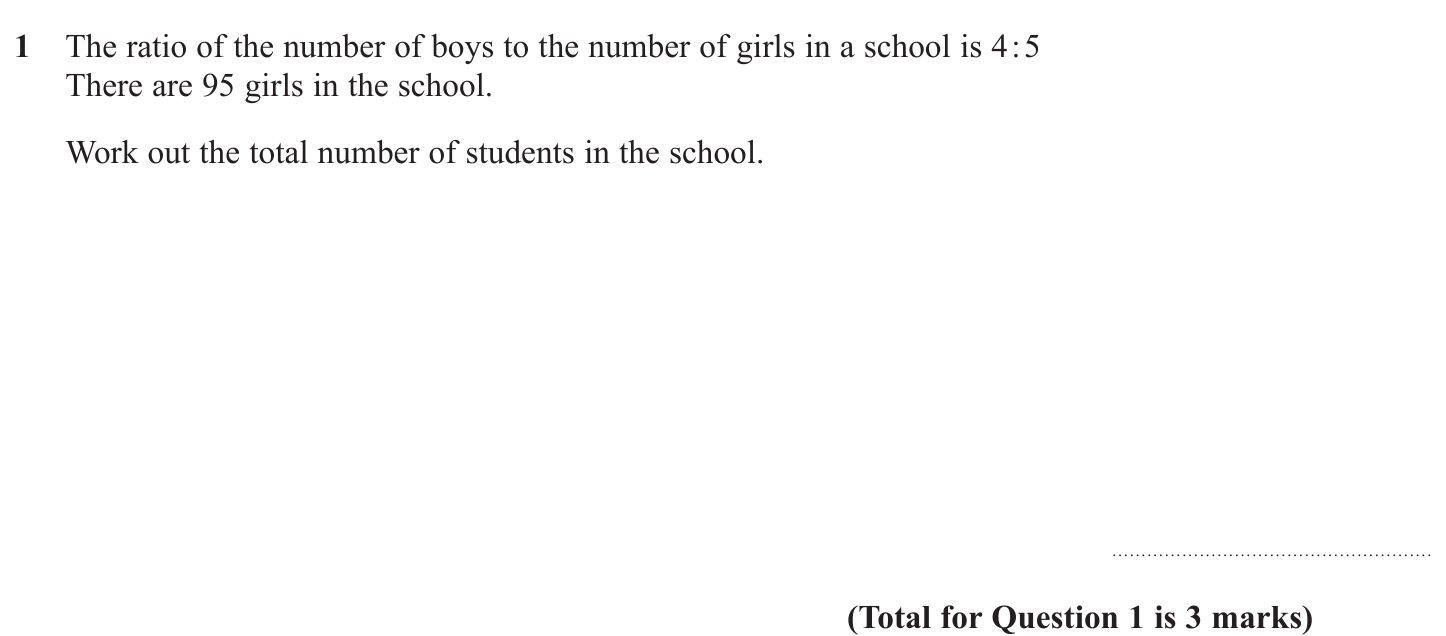 1 The ratio of the number of boys to the number of girls in a school is 4:5
There are 95 girls in the school.
Work out the total number of students in the school.
(Total for Question 1 is 3 marks)